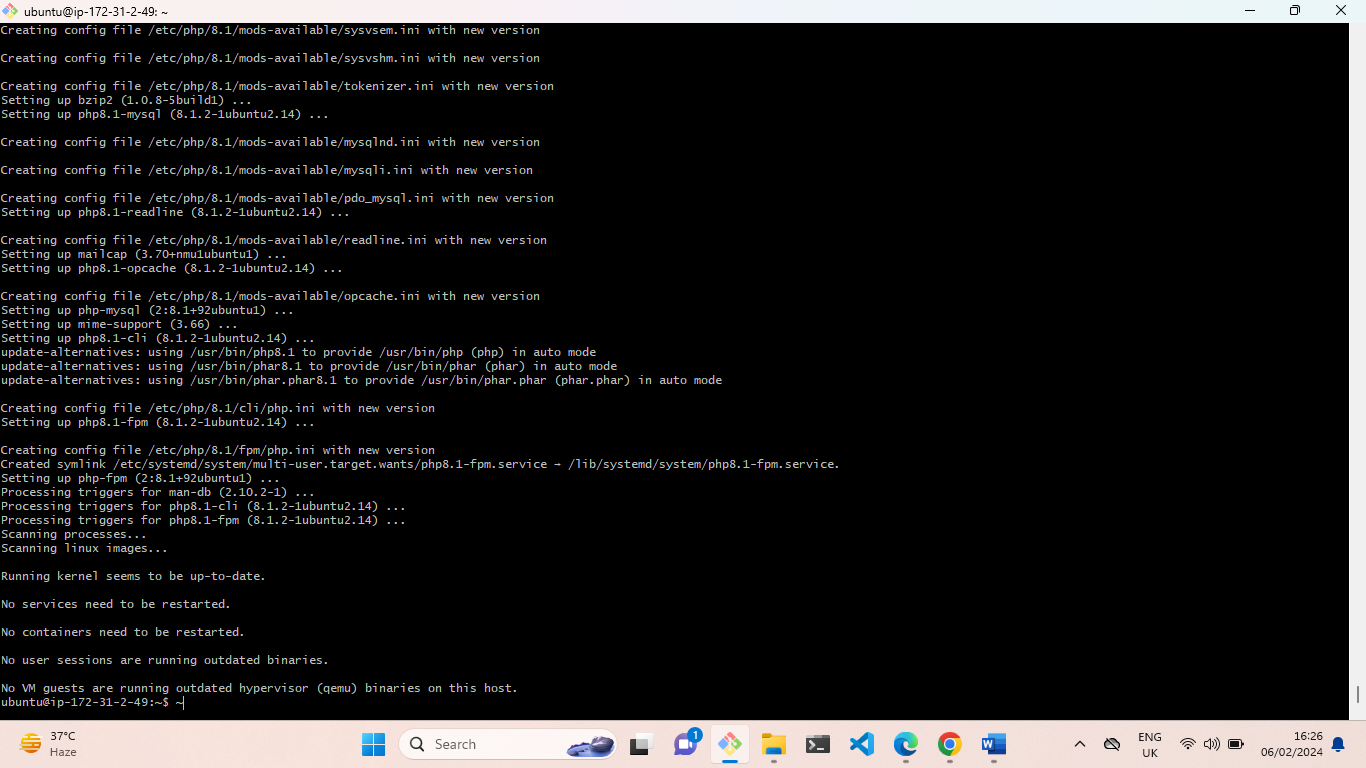 ubuntu@ip-172-31-2-49: ~
Creating config file /etc/php/8.1/mods-available/sysvsem.ini with new version
Creating config file /etc/php/8.1/mods-available/sysvshm.ini with new version
Creating config file /etc/php/8.1/mods-available/tokenizer.ini with new version
Setting up bzip2 (1.0.8-5build1) ...
Setting up php8.1-mysql (8.1.2-1ubuntu2.14) ...
Creating config file /etc/php/8.1/mods-available/mysqlnd.ini with new version
Creating config file /etc/php/8.1/mods-available/mysqli.ini with new version
Creating config file /etc/php/8.1/mods-available/pdo_mysql.ini with new version
Setting up php8.1-readline (8.1.2-1ubuntu2.14) ...
Creating config file /etc/php/8.1/mods-available/readline.ini with new version
Setting up mailcap (3.70+nmu1ubuntu1) ...
Setting up php8.1-opcache (8.1.2-1ubuntu2.14) ...
Creating config file /etc/php/8.1/mods-available/opcache.ini with new version
Setting up php-mysql (2:8.1+92ubuntu1) ...
Setting up mime-support (3.66) ...
Setting up php8.1-cli (8.1.2-1ubuntu2.14) ...
update-alternatives: using /usr/bin/php8.1 to provide /usr/bin/php (php) in auto mode
update-alternatives: using /usr/bin/phar8.1 to provide /usr/bin/phar (phar) in auto mode
update-alternatives: using /usr/bin/phar.phar8.1 to provide /usr/bin/phar.phar (phar.phar) in auto mode
Creating config file /etc/php/8.1/cli/php.ini with new version
Setting up php8.1-fpm (8.1.2-1ubuntu2.14) ...
Creating config file /etc/php/8.1/fpm/php.ini with new version
Created symlink /etc/systemd/system/multi-user.target.wants/php8.1-fpm.service → /lib/systemd/system/php8.1-fpm.service.
Setting up php-fpm (2:8.1+92ubuntu1) ...
Processing triggers for man-db (2.10.2-1) ...
Processing triggers for php8.1-cli (8.1.2-1ubuntu2.14) ...
Processing triggers for php8.1-fpm (8.1.2-1ubuntu2.14) ...
Scanning processes...
Scanning linux images...
Running kernel seems to be up-to-date.
No services need to be restarted.
No containers need to be restarted.
No user sessions are running outdated binaries.
No VM guests are running outdated hypervisor (qemu) binaries on this host.
ubuntu@ip-172-31-2-49:~$ ~
37°C
Haze
Search
1
ENG
UK
16:26
06/02/2024